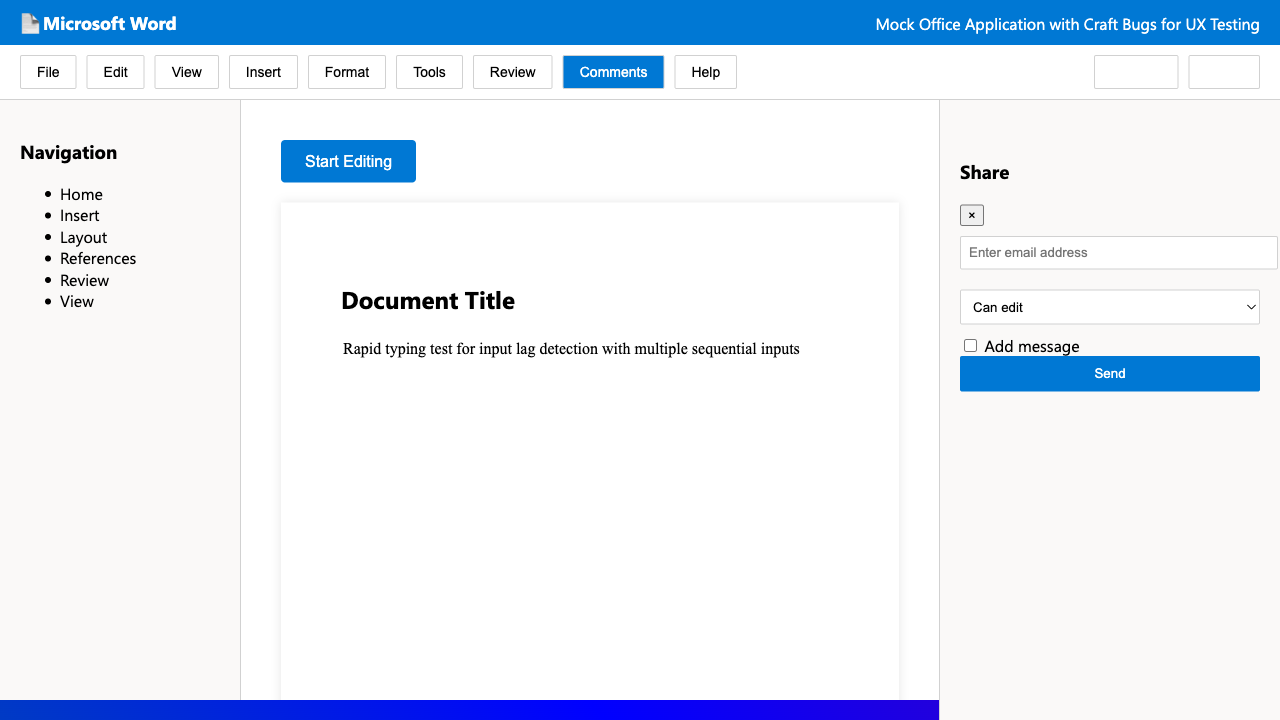 Microsoft Word
Mock Office Application with Craft Bugs for UX Testing
File
Edit
View
Insert
Format
Tools
Review
Comments
Help
Navigation
Home
Insert
Layout
References
Review
View
Start Editing
Document Title
Rapid typing test for input lag detection with multiple sequential inputs
Share
×
Enter email address
Can edit
Add message
Send